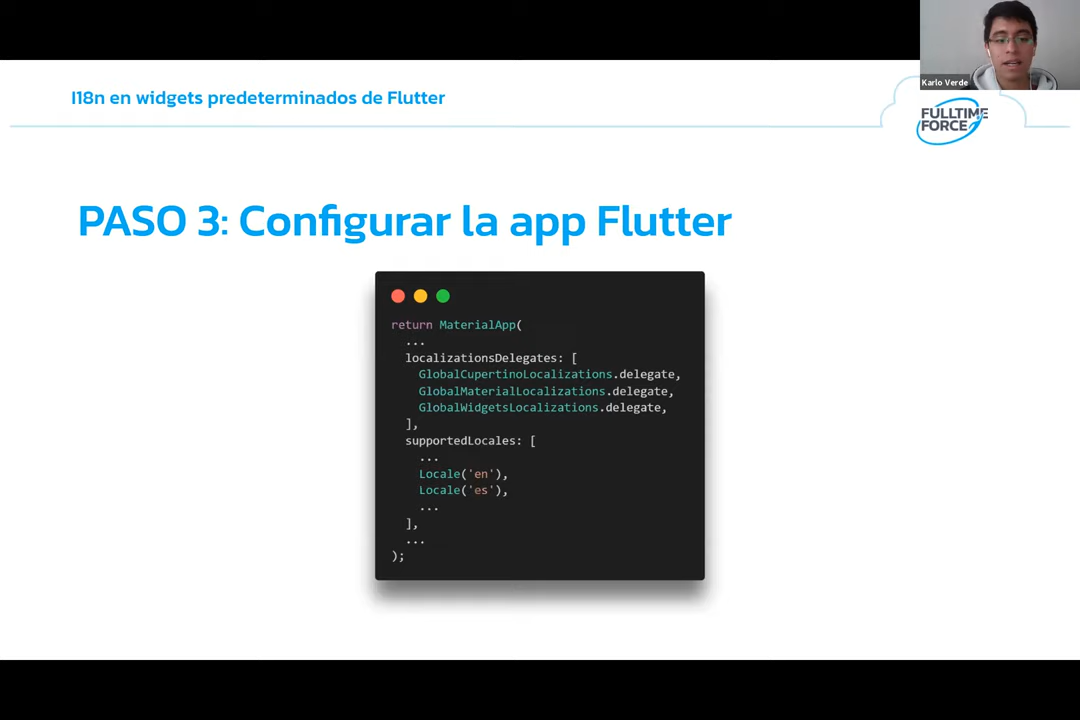 Karlo Verde
I18n en widgets predeterminados de Flutter
FULLTIME
FORCE
PASO 3: Configurar la app Flutter
return MaterialApp(
...
localizationsDelegates: [
GlobalCupertinoLocalizations.delegate,
GlobalMaterialLocalizations.delegate,
GlobalWidgetsLocalizations.delegate,
],
supportedLocales: [
...
Locale('en'),
Locale('es'),
...
],
...
);